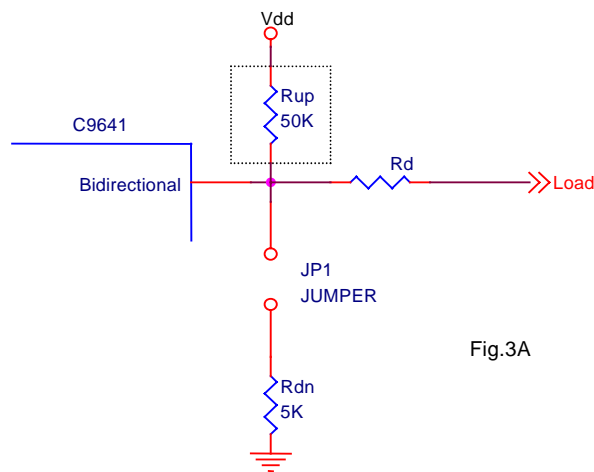 Vdd
Rup
50K
C9641
Rd
Bidirectional
Load
JP1
JUMPER
Fig.3A
Rdn
5K